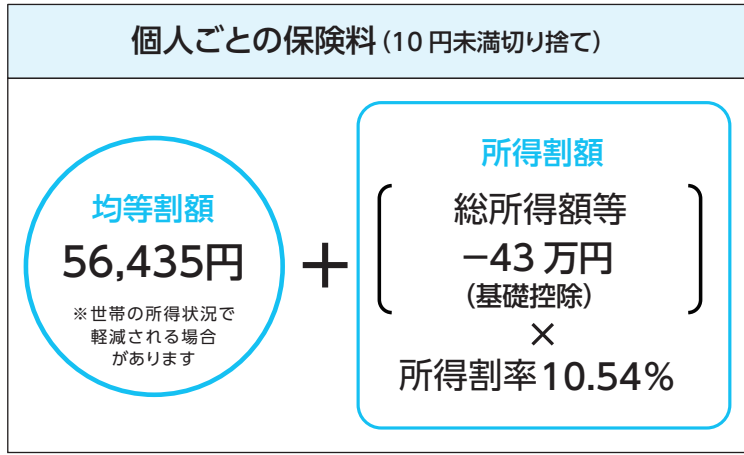 個人ごとの保険料(10円未満切り捨て)
均等割額
56,435円
※世帯の所得状況で
軽減される場合
があります
+
所得割額
総所得額等
−43万円
(基礎控除)
×
所得割率10.54%